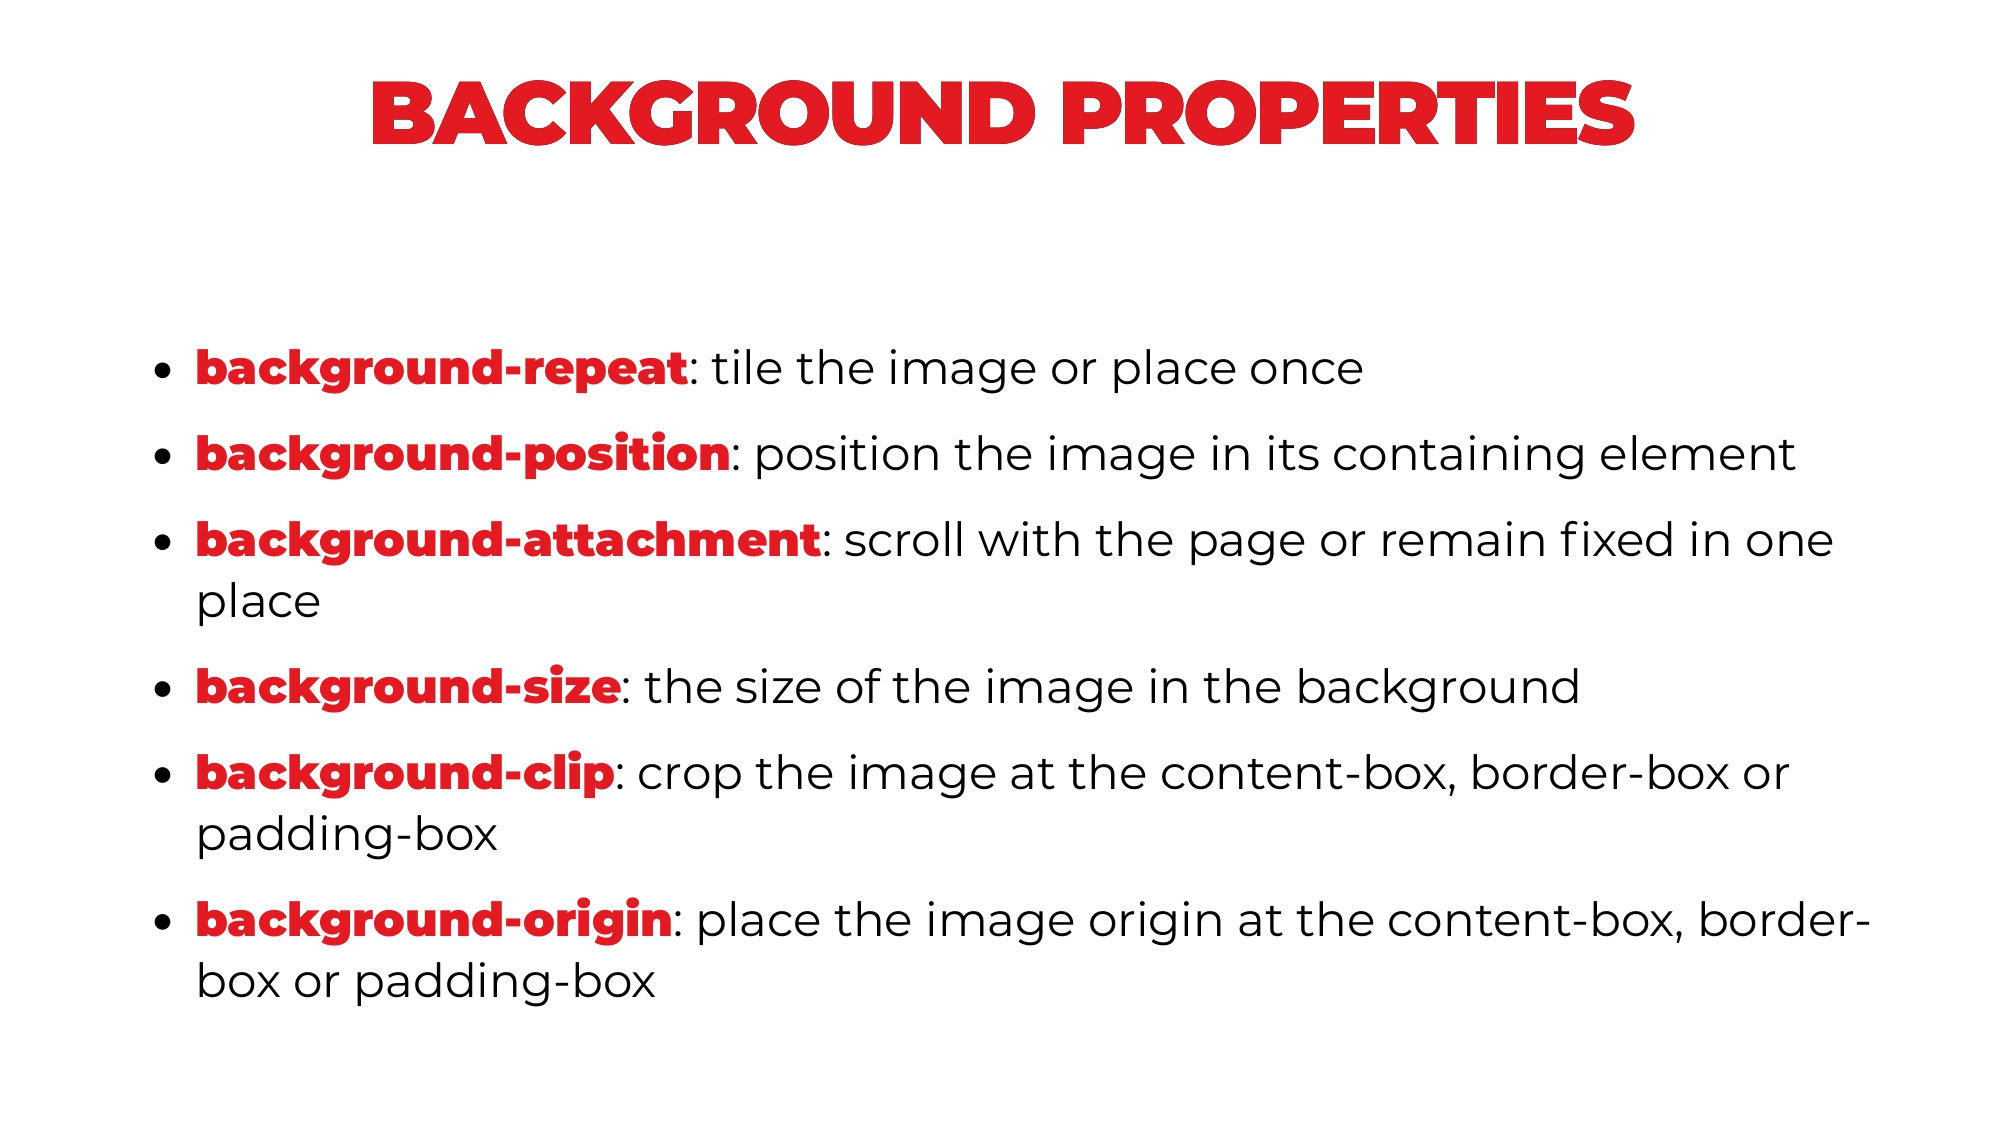 BACKGROUND PROPERTIES
• background-repeat: tile the image or place once
• background-position: position the image in its containing element
• background-attachment: scroll with the page or remain fixed in one
place
• background-size: the size of the image in the background
• background-clip: crop the image at the content-box, border-box or
padding-box
• background-origin: place the image origin at the content-box, border-
box or padding-box